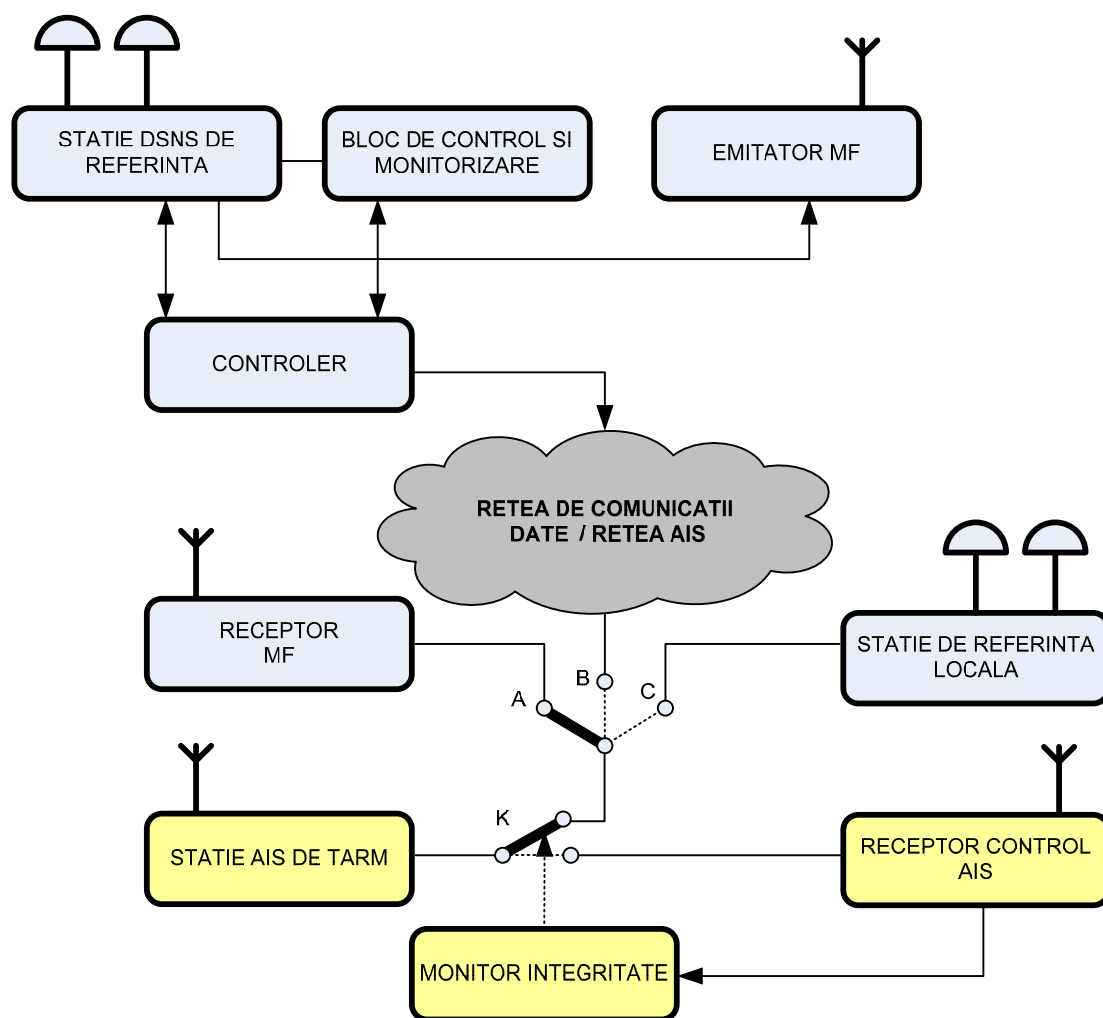 STATIE DSNS DE
REFERINTA
BLOC DE CONTROL SI
MONITORIZARE
EMITATOR MF
CONTROLER
RETEA DE COMUNICATII
DATE / RETEA AIS
RECEPTOR
MF
STATIE DE REFERINTA
LOCALA
A
B
C
K
STATIE AIS DE TARM
RECEPTOR CONTROL
AIS
MONITOR INTEGRITATE